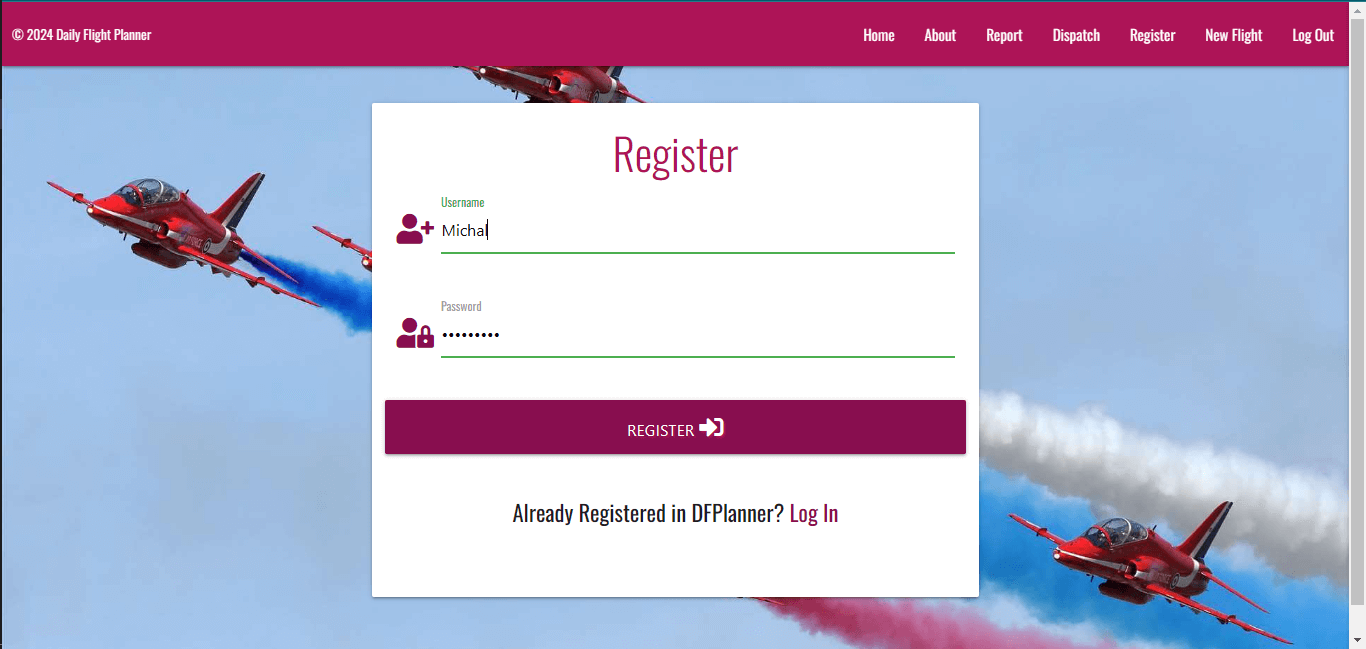 © 2024 Daily Flight Planner
Home About Report Dispatch Register New Flight Log Out
Register
Username
Michal
Password
•••••••••
REGISTER
Already Registered in DFPlanner? Log In